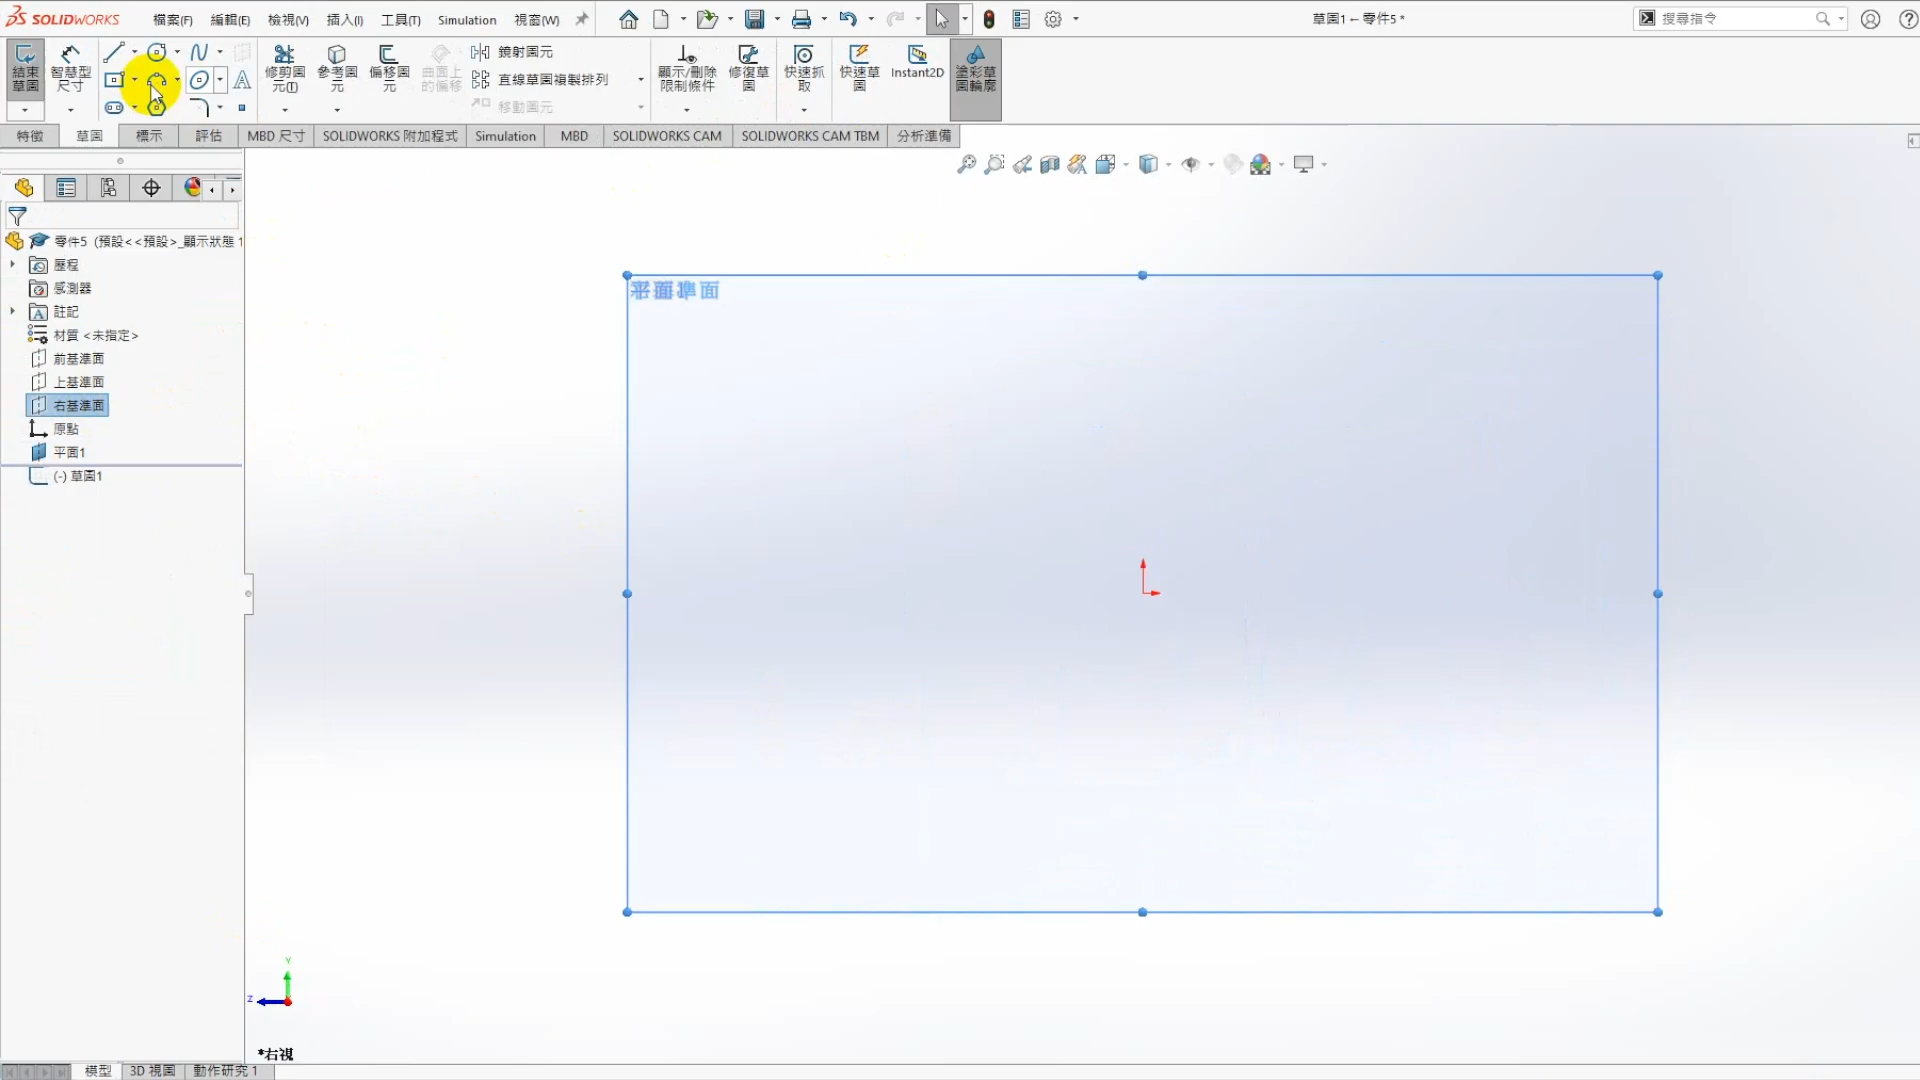 SOLIDWORKS 檔案(F) 編輯(E) 檢視(V) 插入(I) 工具(T) Simulation 視窗(W) 草圖1 ← 零件5 * 搜尋指令
結束草圖 智慧型尺寸 修剪圖元(T) 參考圖元 偏移圖元 曲面上的偏移 鏡射圖元 直線草圖複製排列 移動圖元 顯示/刪除限制條件 修復草圖 快速抓取 快速草圖 Instant2D 塗彩草圖輪廓
特徵 草圖 標示 評估 MBD 尺寸 SOLIDWORKS 附加程式 Simulation MBD SOLIDWORKS CAM SOLIDWORKS CAM TBM 分析準備
零件5 (預設<<預設>_顯示狀態 1
歷程
感測器
註記
材質 <未指定>
前基準面
上基準面
右基準面
原點
平面1
(-) 草圖1
Y
Z
*右視
模型 3D 視圖 動作研究 1